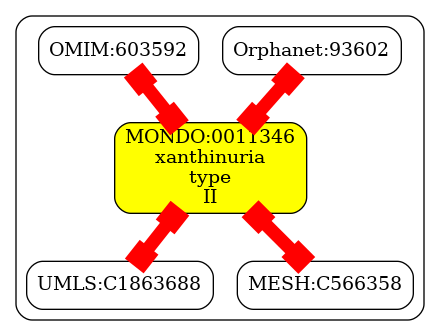 OMIM:603592
Orphanet:93602
MONDO:0011346
xanthinuria
type
II
UMLS:C1863688
MESH:C566358